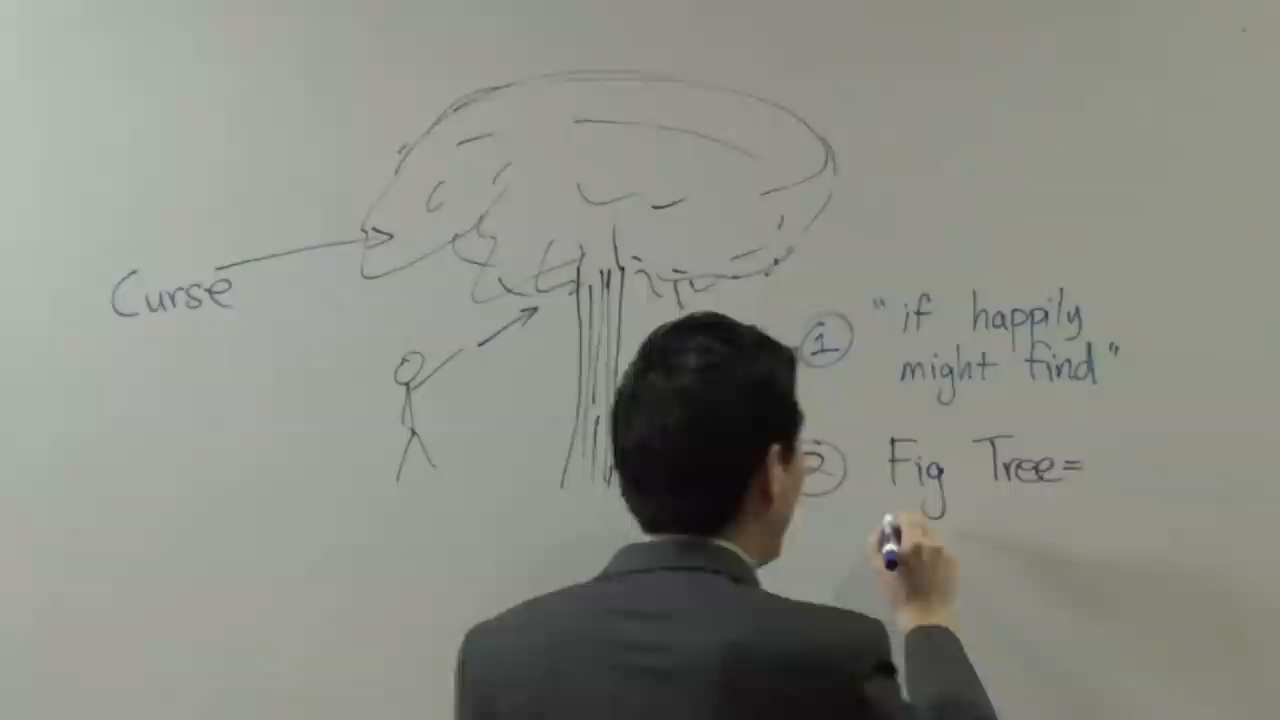 Curse
① "if happily
might find"
② Fig Tree=